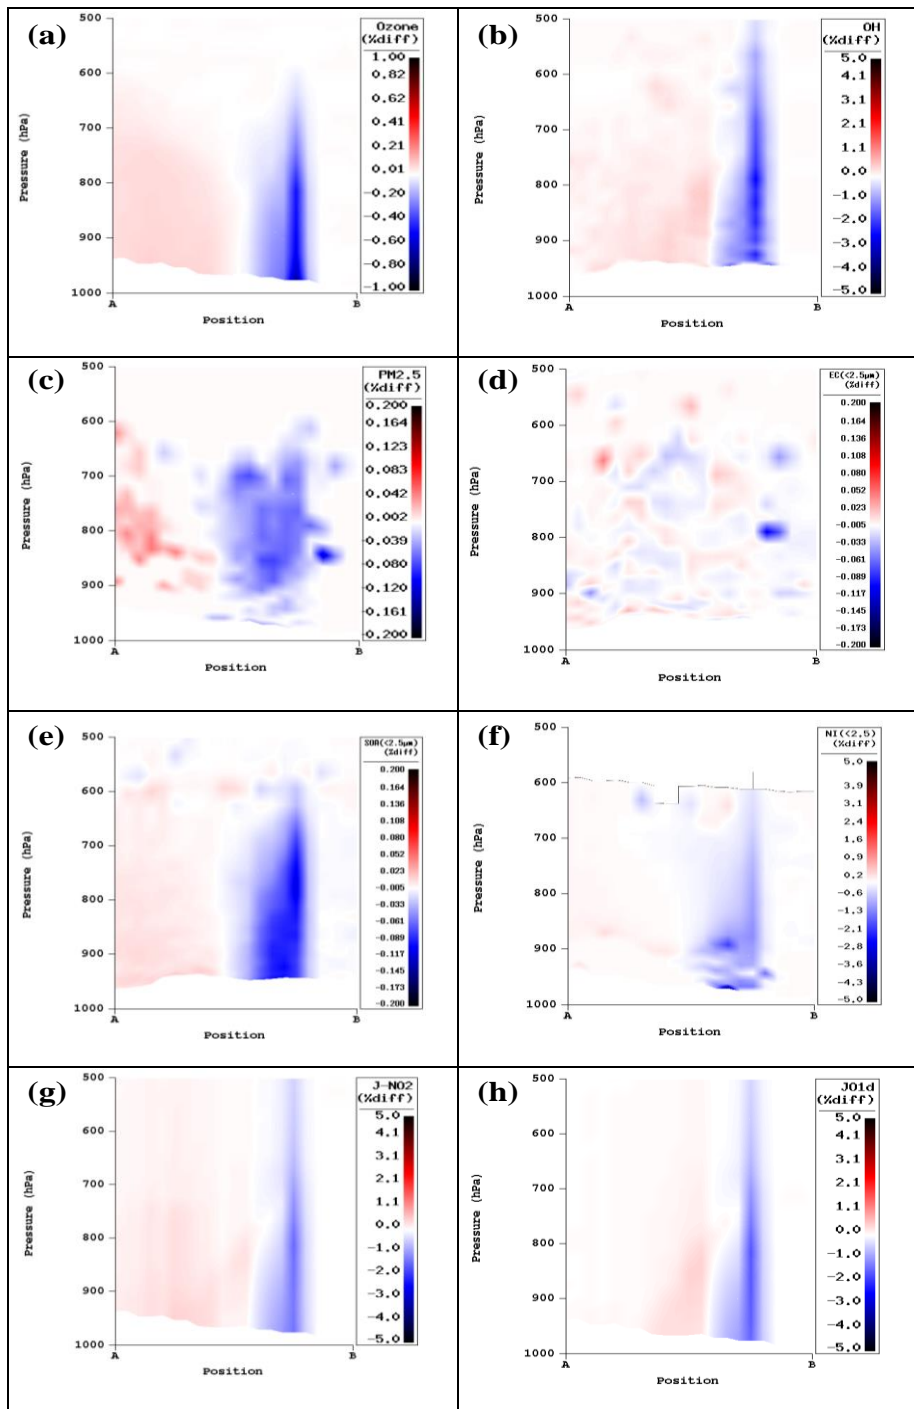 (a)
Ozone
(%diff)
1.00
0.82
0.62
0.41
0.21
0.01
-0.20
-0.40
-0.60
-0.80
-1.00
500
600
700
800
900
1000
Pressure (hPa)
A
B
Position
(b)
OH
(%diff)
5.0
4.1
3.1
2.1
1.1
0.0
-1.0
-2.0
-3.0
-4.0
-5.0
500
600
700
800
900
1000
Pressure (hPa)
A
B
Position
(c)
PM2.5
(%diff)
0.200
0.164
0.123
0.083
0.042
0.002
-0.039
-0.080
-0.120
-0.161
-0.200
500
600
700
800
900
1000
Pressure (hPa)
A
B
Position
(d)
EC(<2.5µm)
(%diff)
0.200
0.164
0.136
0.108
0.080
0.052
0.023
-0.005
-0.033
-0.061
-0.089
-0.117
-0.145
-0.173
-0.200
500
600
700
800
900
1000
Pressure (hPa)
A
B
Position
(e)
SOA(<2.5µm)
(%diff)
0.200
0.164
0.136
0.108
0.080
0.052
0.023
-0.005
-0.033
-0.061
-0.089
-0.117
-0.145
-0.173
-0.200
500
600
700
800
900
1000
Pressure (hPa)
A
B
Position
(f)
NI(<2.5)
(%diff)
5.0
3.9
3.1
2.4
1.6
0.9
0.2
-0.6
-1.3
-2.1
-2.8
-3.6
-4.3
-5.0
500
600
700
800
900
1000
Pressure (hPa)
A
B
Position
(g)
J-NO2
(%diff)
5.0
4.1
3.1
2.1
1.1
0.0
-1.0
-2.0
-3.0
-4.0
-5.0
500
600
700
800
900
1000
Pressure (hPa)
A
B
Position
(h)
JO1d
(%diff)
5.0
4.1
3.1
2.1
1.1
0.0
-1.0
-2.0
-3.0
-4.0
-5.0
500
600
700
800
900
1000
Pressure (hPa)
A
B
Position